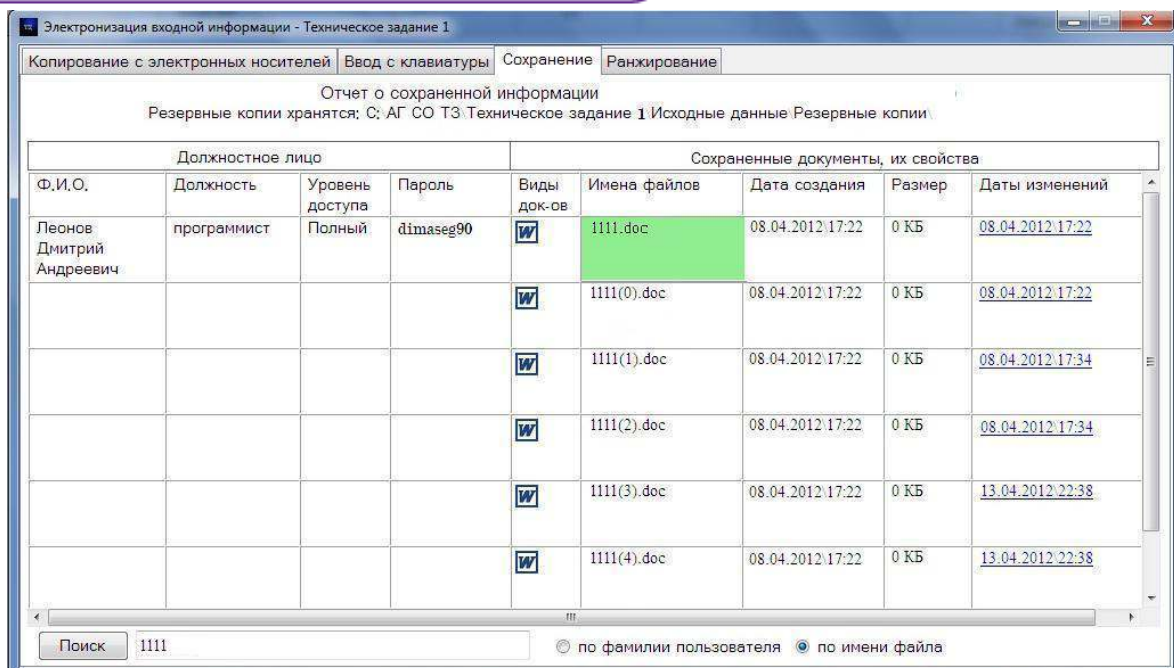 Электронизация входной информации - Техническое задание 1
Копирование с электронных носителей Ввод с клавиатуры Сохранение Ранжирование
Отчет о сохраненной информации
Резервные копии хранятся: C:\АГ СО ТЗ\Техническое задание 1\Исходные данные\Резервные копии\
Должностное лицо Сохраненные документы, их свойства
Ф.И.О. Должность Уровень доступа Пароль Виды док-ов Имена файлов Дата создания Размер Даты изменений
Леонов Дмитрий Андреевич программист Полный dimaseg90 W 1111.doc 08.04.2012\17:22 0 КБ 08.04.2012\17:22
W 1111(0).doc 08.04.2012\17:22 0 КБ 08.04.2012\17:22
W 1111(1).doc 08.04.2012\17:22 0 КБ 08.04.2012\17:34
W 1111(2).doc 08.04.2012\17:22 0 КБ 08.04.2012\17:34
W 1111(3).doc 08.04.2012\17:22 0 КБ 13.04.2012\22:38
W 1111(4).doc 08.04.2012\17:22 0 КБ 13.04.2012\22:38
Поиск 1111 по фамилии пользователя по имени файла